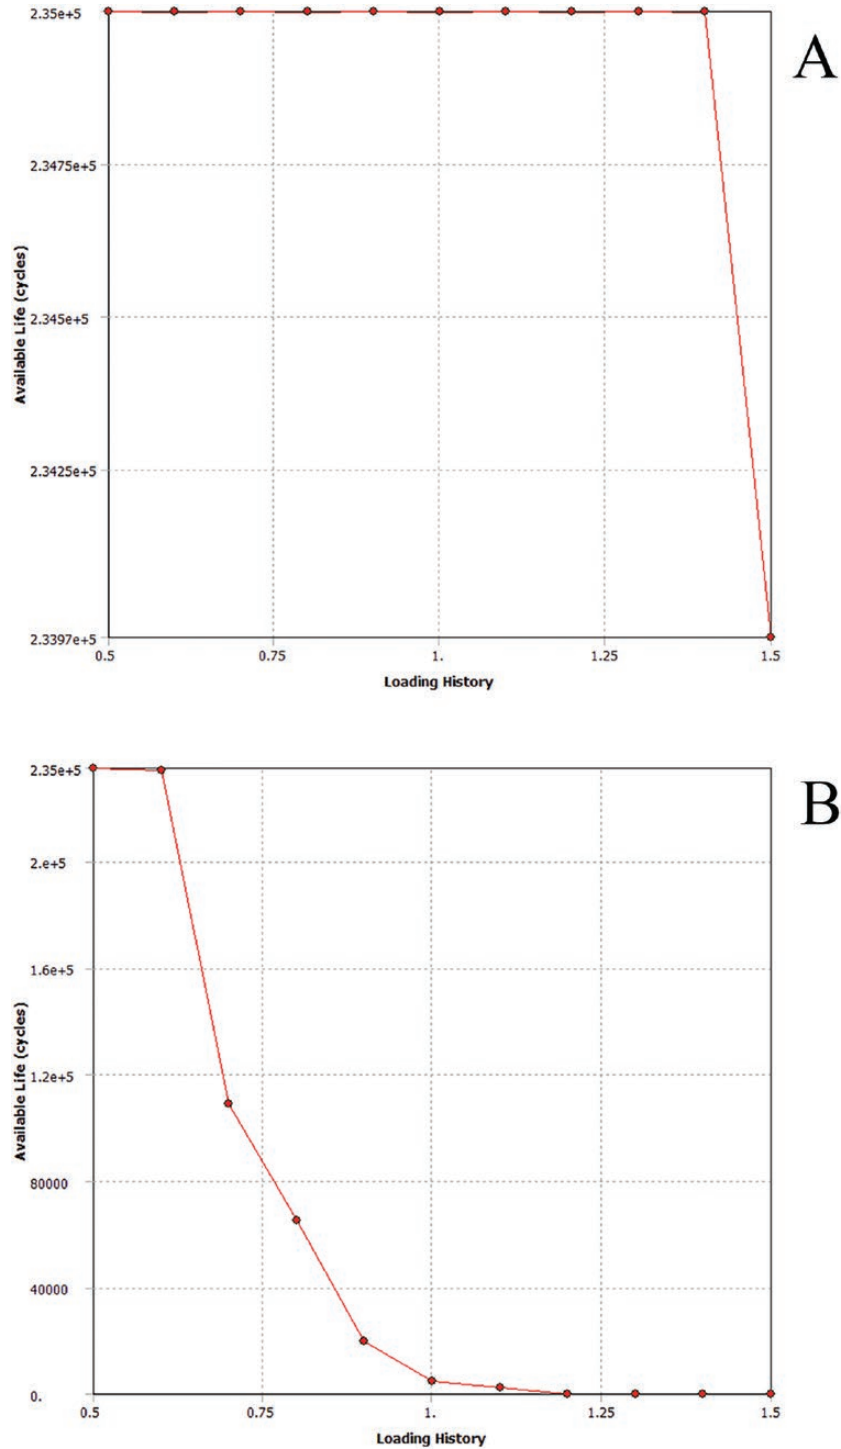 2.35e+5
A
2.3475e+5
Available Life (cycles)
2.345e+5
2.3425e+5
2.3397e+5
0.5 0.75 1. 1.25 1.5
Loading History
2.35e+5
B
2.e+5
1.6e+5
Available Life (cycles)
1.2e+5
80000
40000
0.
0.5 0.75 1. 1.25 1.5
Loading History